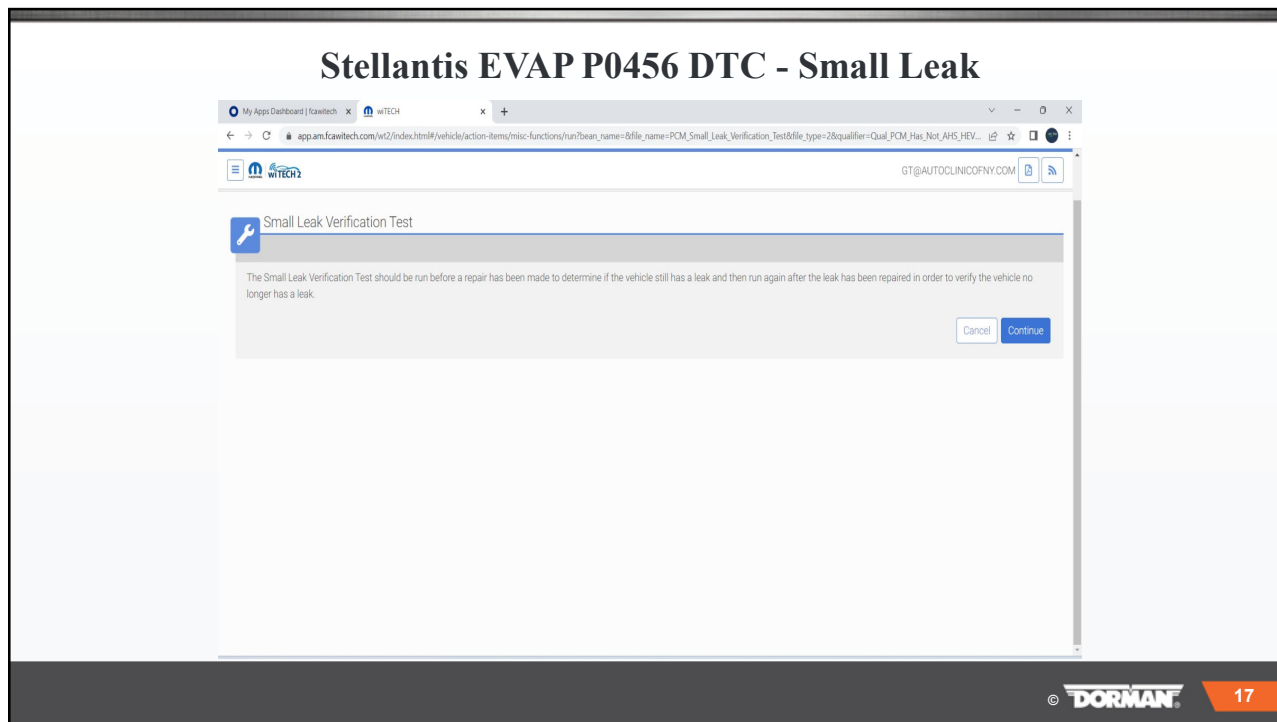 Stellantis EVAP P0456 DTC - Small Leak
My Apps Dashboard | fcawitech x wiTECH x +
app.am.fcawitech.com/wt2/index.html#/vehicle/action-items/misc-functions/run?bean_name=&file_name=PCM_Small_Leak_Verification_Test&file_type=2&qualifier=Qual_PCM_Has_Not_AHS_HEV...
wiTECH2 GT@AUTOCLINICOFNY.COM
Small Leak Verification Test
The Small Leak Verification Test should be run before a repair has been made to determine if the vehicle still has a leak and then run again after the leak has been repaired in order to verify the vehicle no
longer has a leak.
Cancel Continue
© DORMAN® 17